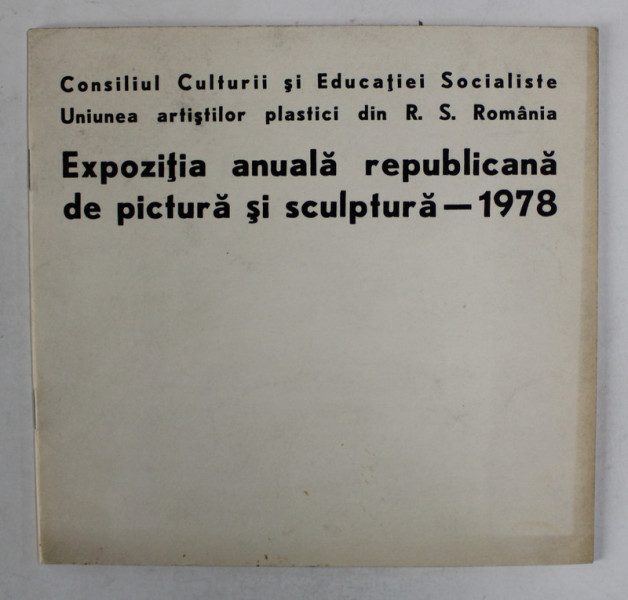 Consiliul Culturii şi Educaţiei Socialiste
Uniunea artiştilor plastici din R. S. România
Expoziţia anuală republicană
de pictură şi sculptură — 1978